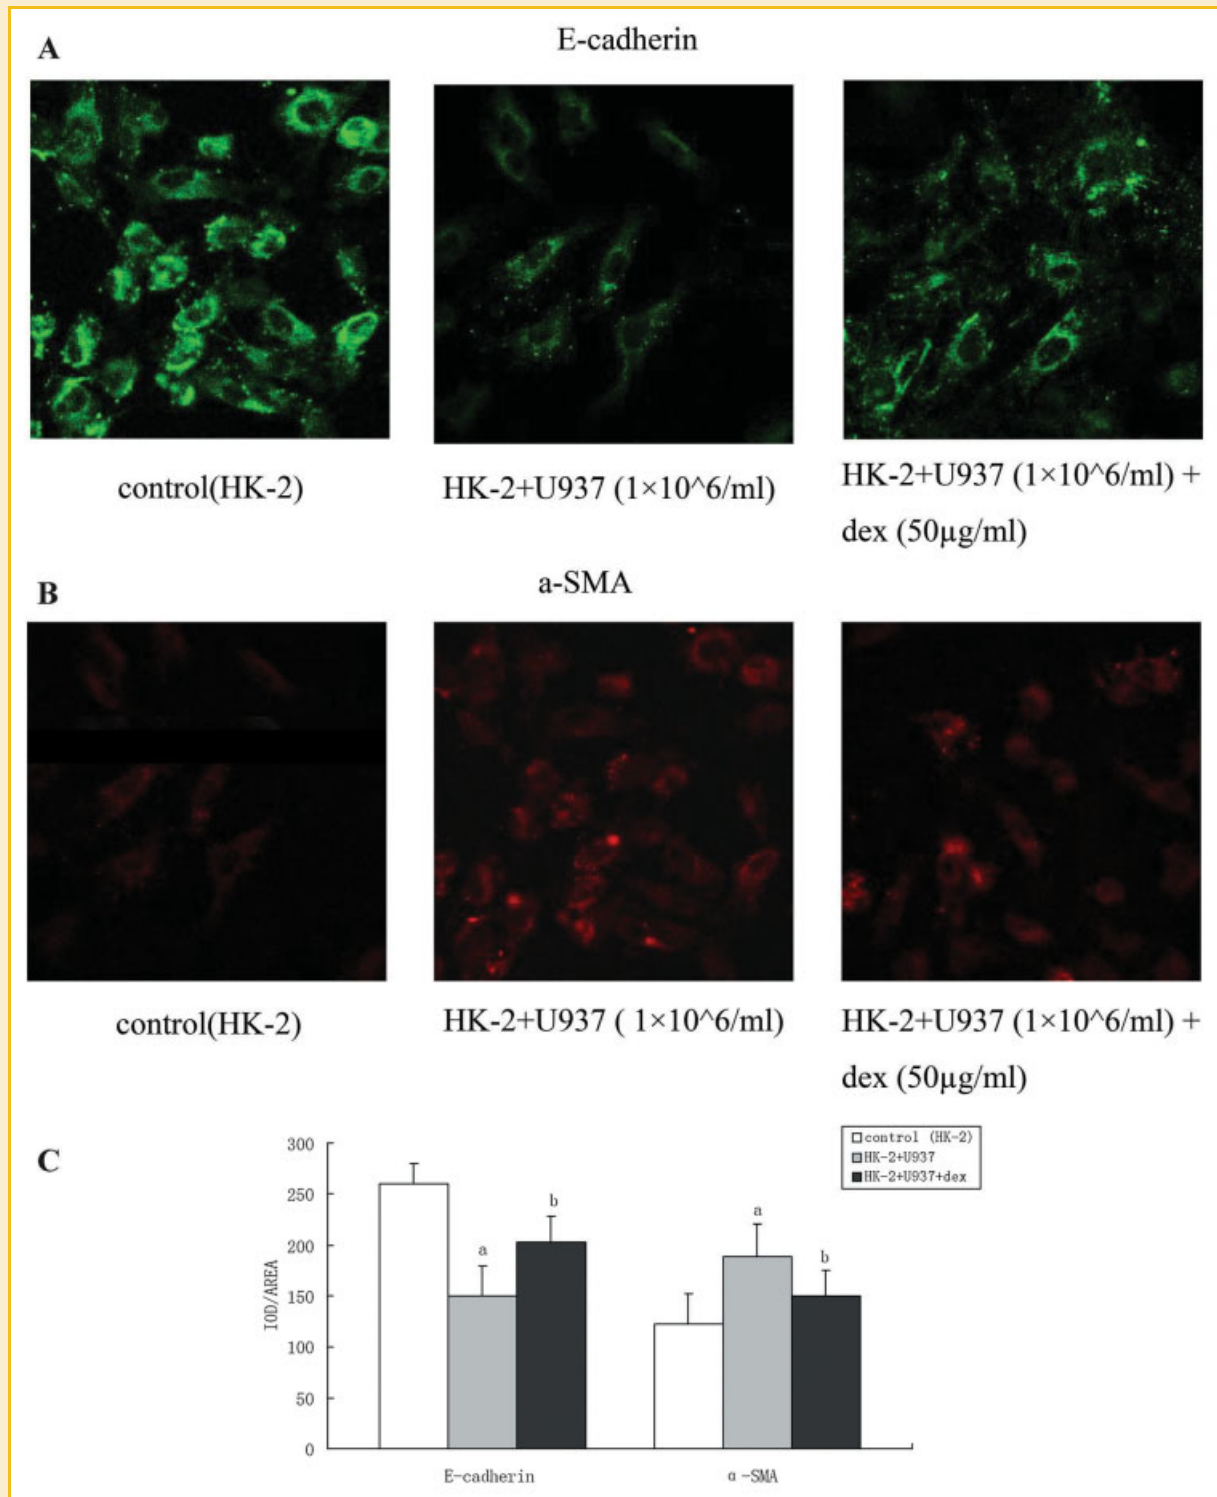 A
E-cadherin
control(HK-2)
HK-2+U937 (1×10^6/ml)
HK-2+U937 (1×10^6/ml) +
dex (50μg/ml)
B
a-SMA
control(HK-2)
HK-2+U937 ( 1×10^6/ml)
HK-2+U937 (1×10^6/ml) +
dex (50μg/ml)
C
control (HK-2)
HK-2+U937
HK-2+U937+dex
IOD/AREA
300
250
200
150
100
50
0
a
b
a
b
E-cadherin
α-SMA